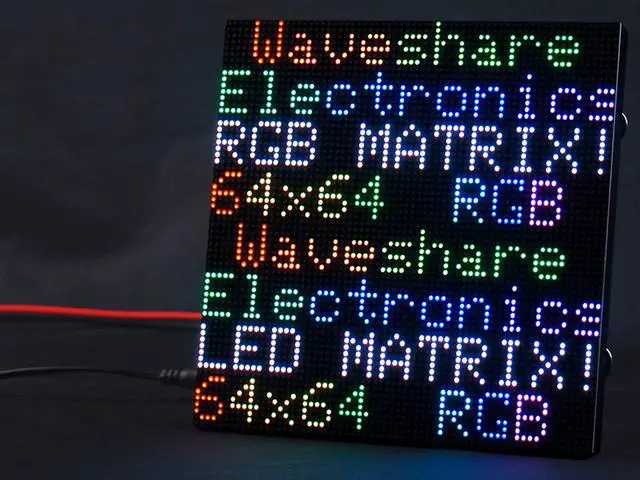 Waveshare
Electronics
RGB MATRIX!
64x64 RGB
Waveshare
Electronics
LED MATRIX!
64x64 RGB